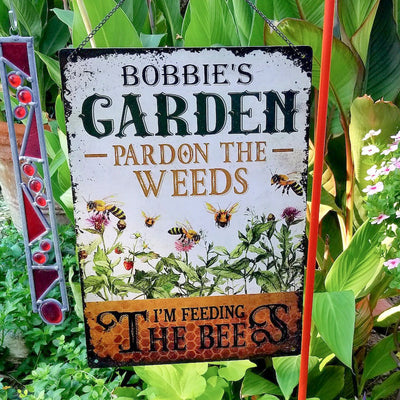 BOBBIE'S
GARDEN
PARDON THE
WEEDS
I'M FEEDING
THE BEES